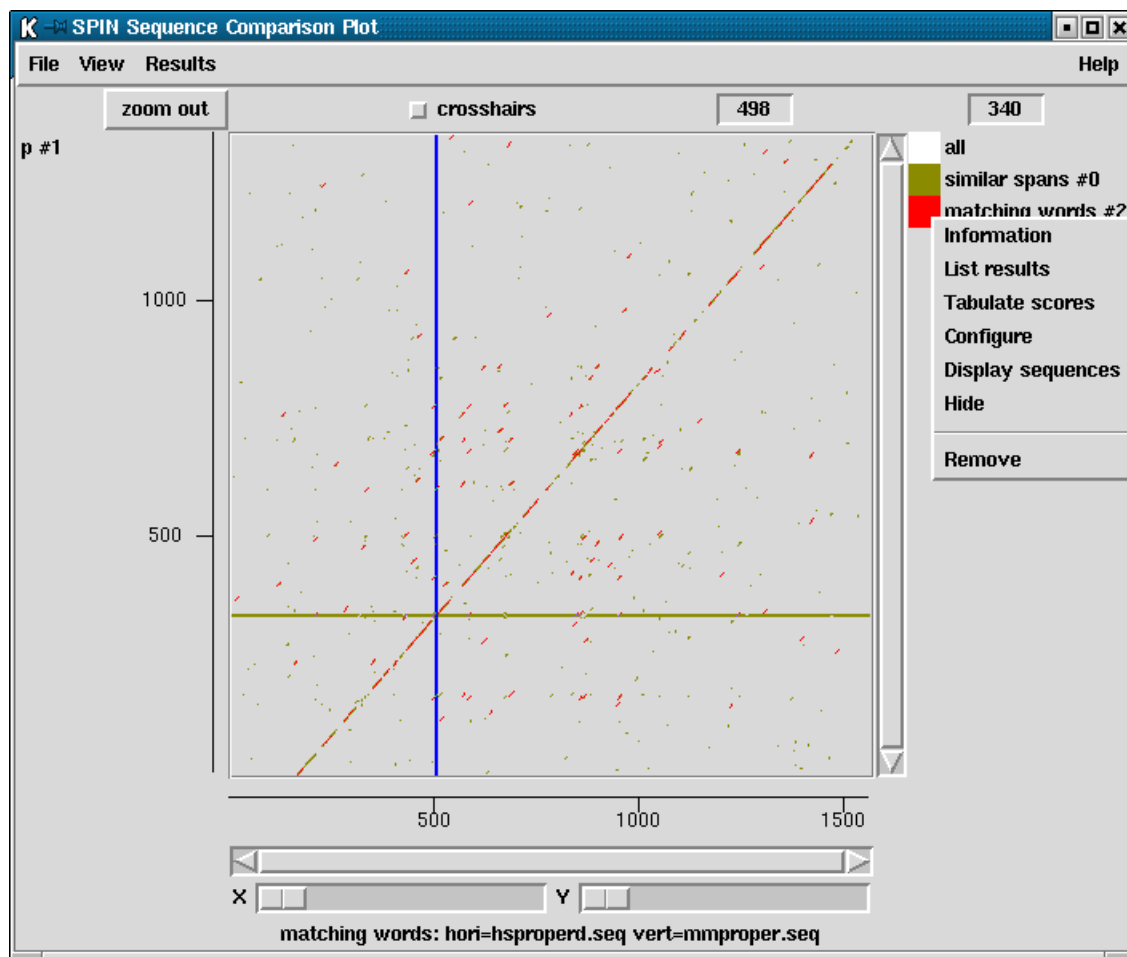 SPIN Sequence Comparison Plot
File View Results Help
zoom out crosshairs 498 340
p #1
all
similar spans #0
matching words #2
Information
List results
Tabulate scores
Configure
Display sequences
Hide
Remove
1000
500
500 1000 1500
X Y
matching words: hori=hsproperd.seq vert=mmproper.seq